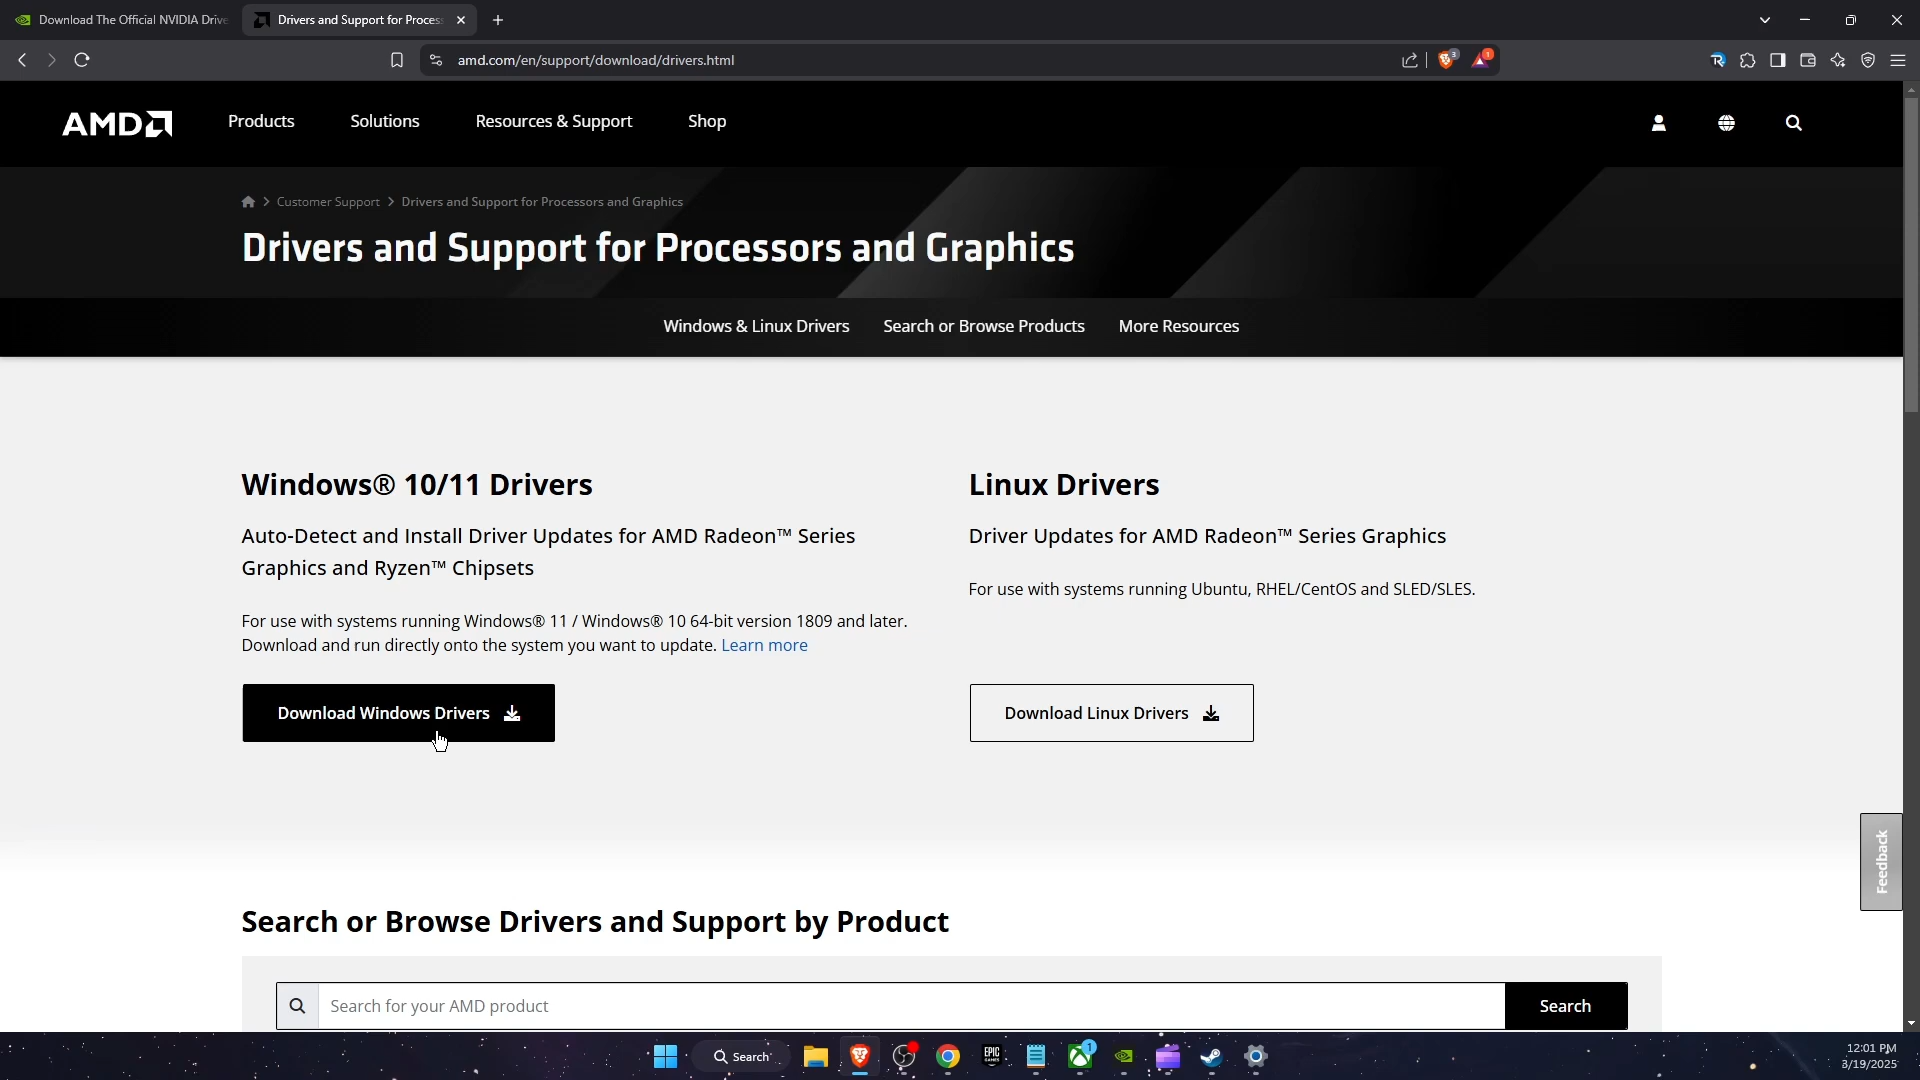 Download The Official NVIDIA Drive
Drivers and Support for Process
amd.com/en/support/download/drivers.html
3
1
AMD
Products
Solutions
Resources & Support
Shop
Customer Support
Drivers and Support for Processors and Graphics
Drivers and Support for Processors and Graphics
Windows & Linux Drivers
Search or Browse Products
More Resources
Windows® 10/11 Drivers
Auto-Detect and Install Driver Updates for AMD Radeon™ Series
Graphics and Ryzen™ Chipsets
For use with systems running Windows® 11 / Windows® 10 64-bit version 1809 and later.
Download and run directly onto the system you want to update. Learn more
Download Windows Drivers
Linux Drivers
Driver Updates for AMD Radeon™ Series Graphics
For use with systems running Ubuntu, RHEL/CentOS and SLED/SLES.
Download Linux Drivers
Feedback
Search or Browse Drivers and Support by Product
Search for your AMD product
Search
Search
EPIC
GAMES
1
12:01 PM
3/19/2025